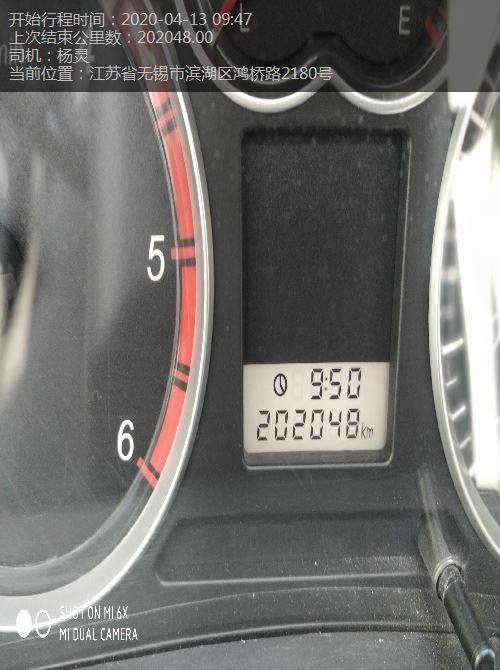 开始行程时间：2020-04-13 09:47
上次结束公里数：202048.00
司机：杨灵
当前位置：江苏省无锡市滨湖区鸿桥路2180号
E
5
6
9:50
202048km
SHOT ON MI 6X
MI DUAL CAMERA